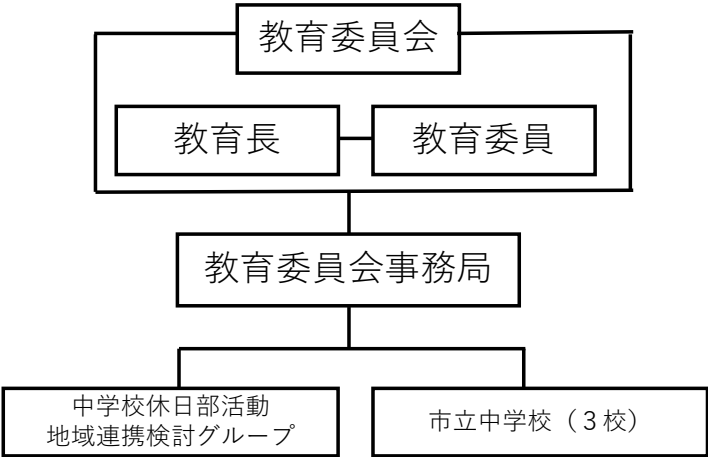 教育委員会
教育長
教育委員
教育委員会事務局
中学校休日部活動
地域連携検討グループ
市立中学校（３校）